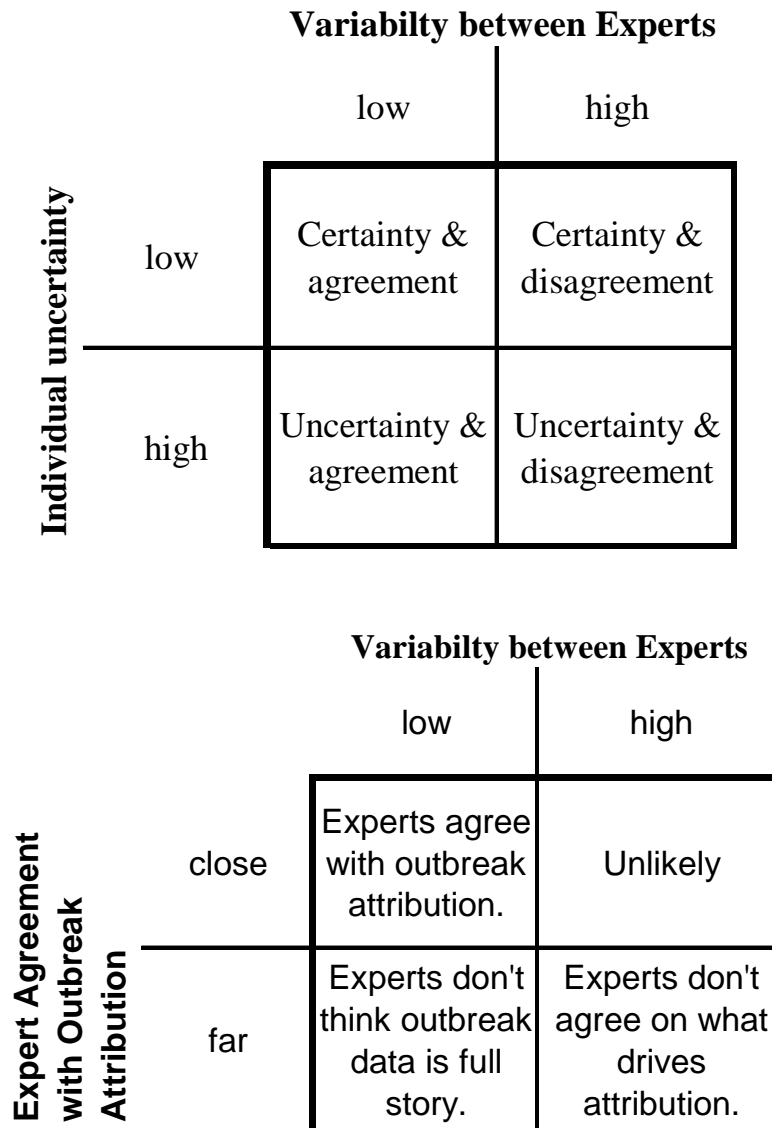 Variabilty between Experts
low
high
Individual uncertainty
low
Certainty &
agreement
Certainty &
disagreement
high
Uncertainty &
agreement
Uncertainty &
disagreement
Variabilty between Experts
low
high
Expert Agreement
with Outbreak
Attribution
close
Experts agree
with outbreak
attribution.
Unlikely
far
Experts don't
think outbreak
data is full
story.
Experts don't
agree on what
drives
attribution.